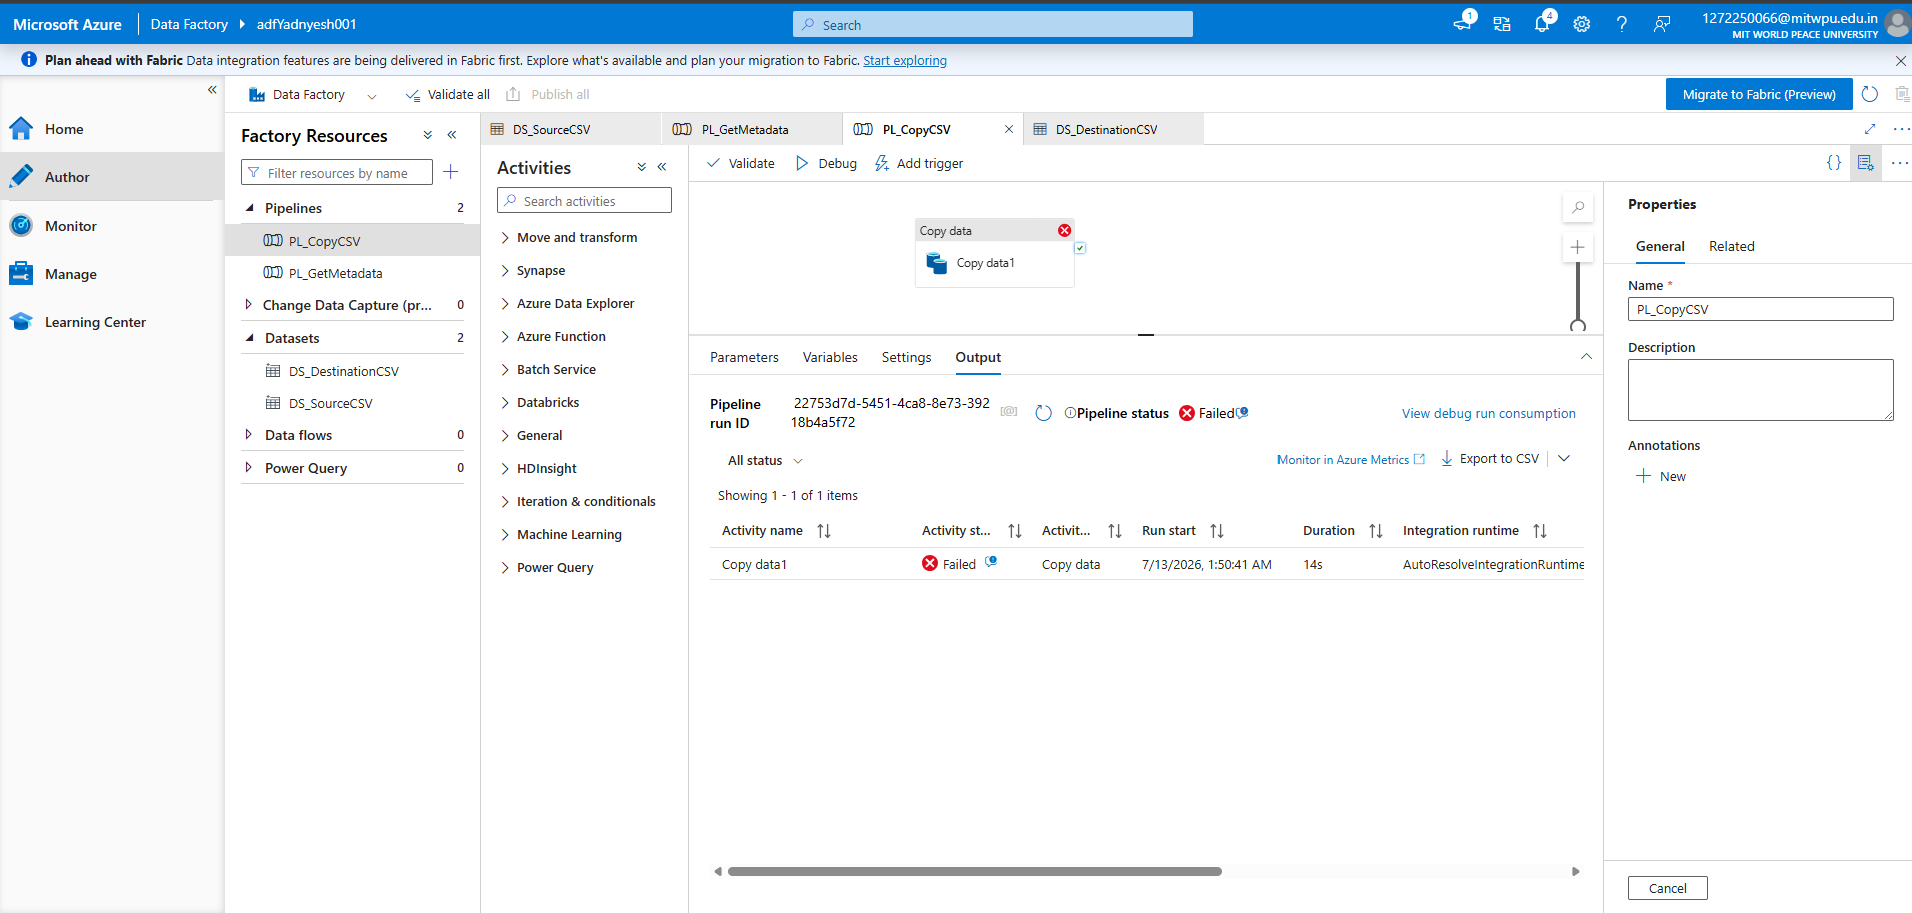 Microsoft Azure
Data Factory
adfYadnyesh001
Search
1
4
1272250066@mitwpu.edu.in
MIT WORLD PEACE UNIVERSITY
Plan ahead with Fabric Data integration features are being delivered in Fabric first. Explore what's available and plan your migration to Fabric. Start exploring
Home
Author
Monitor
Manage
Learning Center
Data Factory
Validate all
Publish all
Migrate to Fabric (Preview)
Factory Resources
Filter resources by name
Pipelines 2
PL_CopyCSV
PL_GetMetadata
Change Data Capture (pr... 0
Datasets 2
DS_DestinationCSV
DS_SourceCSV
Data flows 0
Power Query 0
DS_SourceCSV
PL_GetMetadata
PL_CopyCSV
DS_DestinationCSV
Activities
Search activities
Move and transform
Synapse
Azure Data Explorer
Azure Function
Batch Service
Databricks
General
HDInsight
Iteration & conditionals
Machine Learning
Power Query
Validate
Debug
Add trigger
Copy data
Copy data1
Parameters
Variables
Settings
Output
Pipeline run ID
22753d7d-5451-4ca8-8e73-392
18b4a5f72
Pipeline status
Failed
View debug run consumption
All status
Monitor in Azure Metrics
Export to CSV
Showing 1 - 1 of 1 items
Activity name Activity st... Activit... Run start Duration Integration runtime
Copy data1 Failed Copy data 7/13/2026, 1:50:41 AM 14s AutoResolveIntegrationRuntime
Properties
General
Related
Name *
PL_CopyCSV
Description
Annotations
New
Cancel